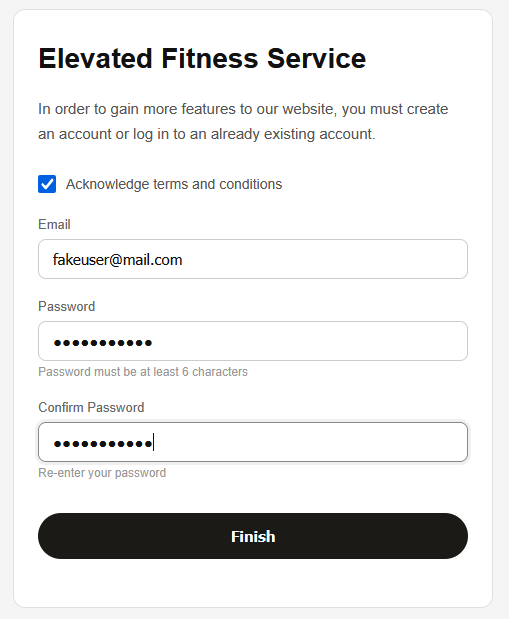 Elevated Fitness Service
In order to gain more features to our website, you must create
an account or log in to an already existing account.
Acknowledge terms and conditions
Email
fakeuser@mail.com
Password
●●●●●●●●●●●
Password must be at least 6 characters
Confirm Password
●●●●●●●●●●●
Re-enter your password
Finish